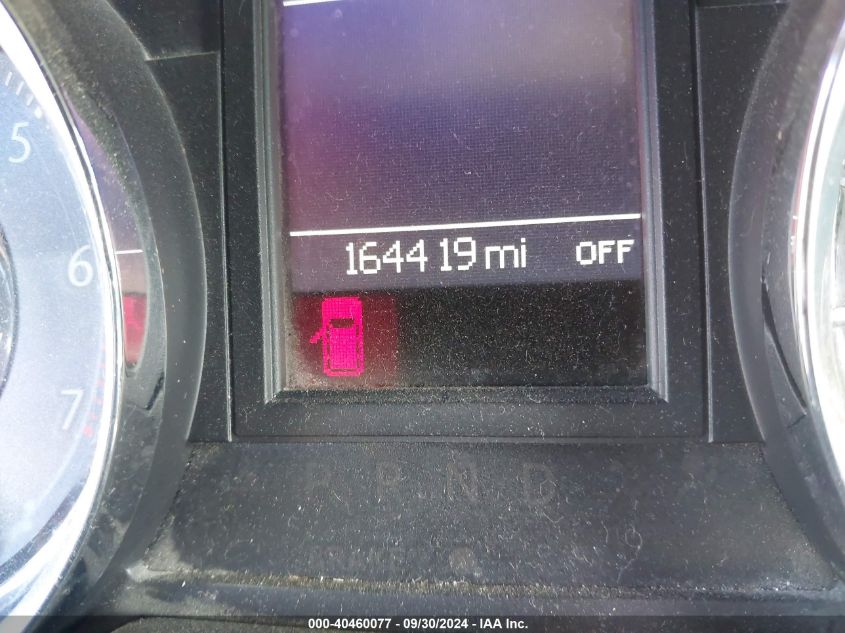 5
6
7
164419 mi OFF
P R N D
000-40460077 - 09/30/2024 - IAA Inc.